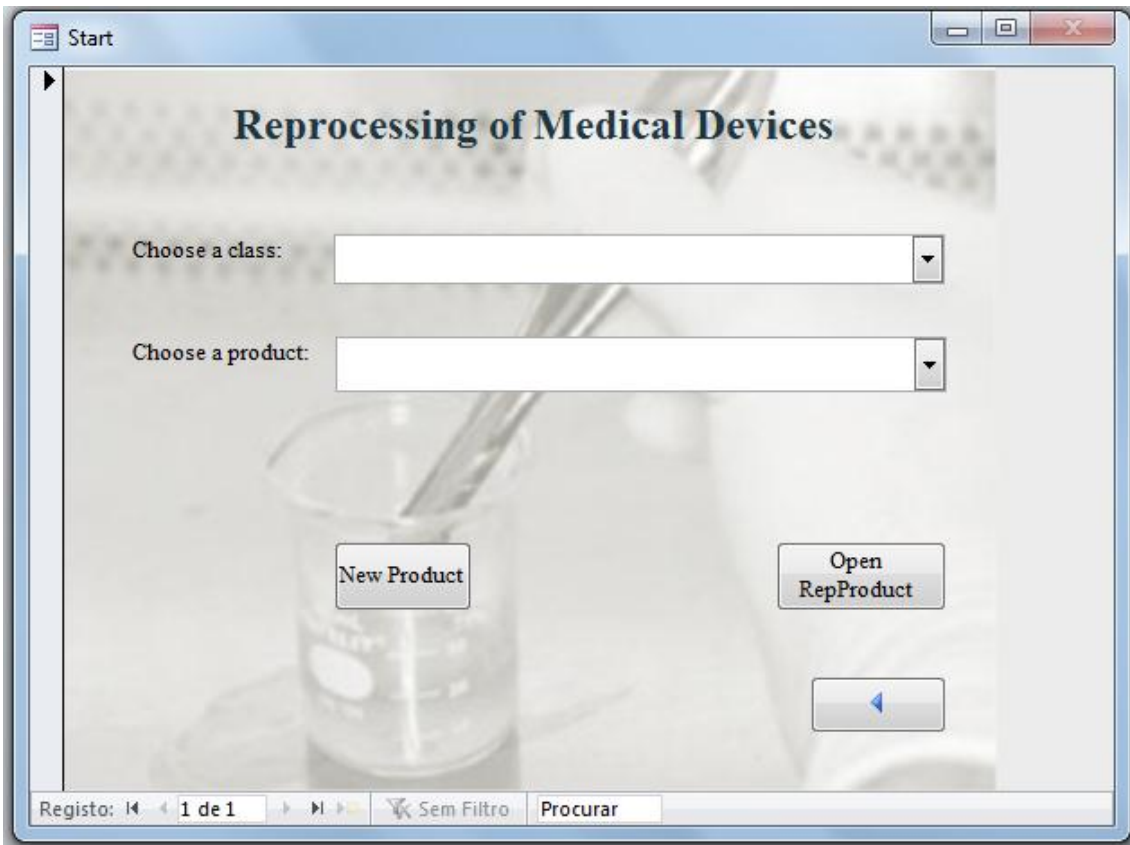 Start
Reprocessing of Medical Devices
Choose a class:
Choose a product:
New Product
Open
RepProduct
Registo: 1 de 1 Sem Filtro Procurar